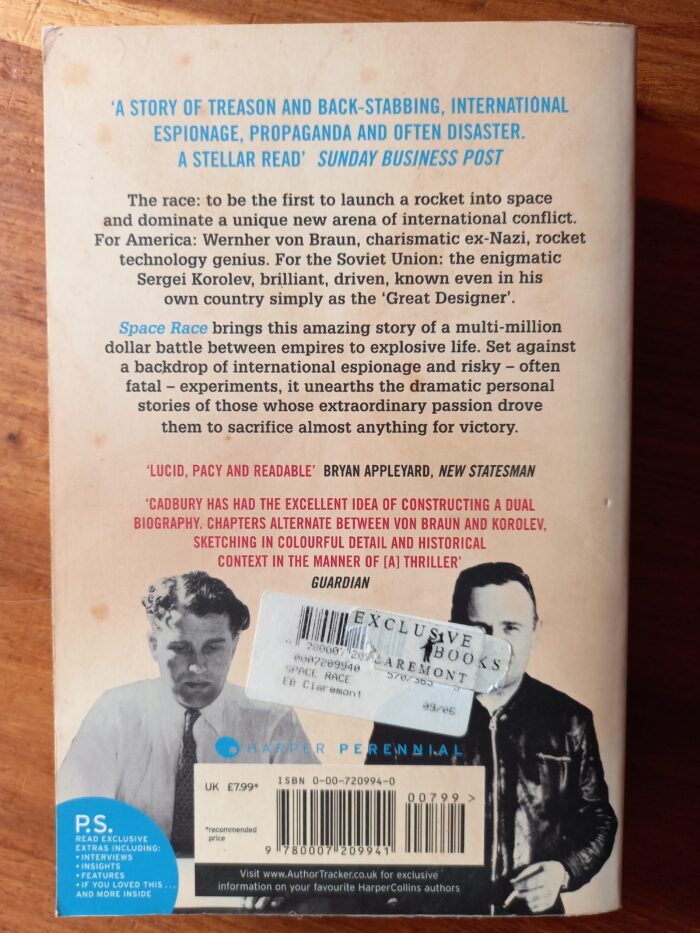 ‘A STORY OF TREASON AND BACK-STABBING, INTERNATIONAL
ESPIONAGE, PROPAGANDA AND OFTEN DISASTER.
A STELLAR READ’ SUNDAY BUSINESS POST
The race: to be the first to launch a rocket into space
and dominate a unique new arena of international conflict.
For America: Wernher von Braun, charismatic ex-Nazi, rocket
technology genius. For the Soviet Union: the enigmatic
Sergei Korolev, brilliant, driven, known even in his
own country simply as the ‘Great Designer’.
Space Race brings this amazing story of a multi-million
dollar battle between empires to explosive life. Set against
a backdrop of international espionage and risky – often
fatal – experiments, it unearths the dramatic personal
stories of those whose extraordinary passion drove
them to sacrifice almost anything for victory.
‘LUCID, PACY AND READABLE’ BRYAN APPLEYARD, NEW STATESMAN
‘CADBURY HAS HAD THE EXCELLENT IDEA OF CONSTRUCTING A DUAL
BIOGRAPHY. CHAPTERS ALTERNATE BETWEEN VON BRAUN AND KOROLEV,
SKETCHING IN COLOURFUL DETAIL AND HISTORICAL
CONTEXT IN THE MANNER OF [A] THRILLER’
GUARDIAN
EXCLUSIVE
BOOKS
CLAREMONT
0007209940
SPACE RACE
EB Claremont
09/06
HARPER PERENNIAL
UK £7.99*
ISBN 0-00-720994-0
00799 >
*recommended
price
9 780007 209941
Visit www.AuthorTracker.co.uk for exclusive
information on your favourite HarperCollins authors
P.S.
READ EXCLUSIVE
EXTRAS INCLUDING:
• INTERVIEWS
• INSIGHTS
• FEATURES
• IF YOU LOVED THIS ...
AND MORE INSIDE